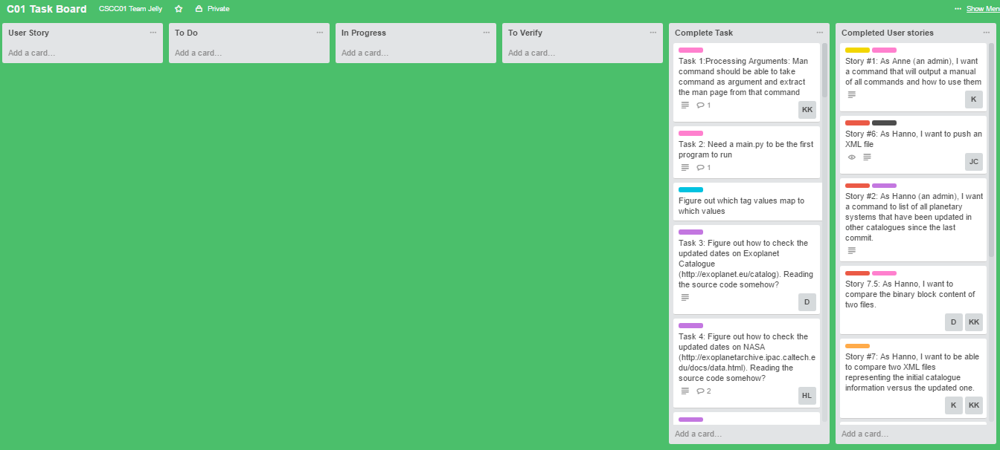 C01 Task Board CSCC01 Team Jelly Private ... Show Men
User Story ...
Add a card...
To Do ...
Add a card...
In Progress ...
Add a card...
To Verify ...
Add a card...
Complete Task ...
Task 1:Processing Arguments: Man
command should be able to take
command as argument and extract
the man page from that command
1
KK
Task 2: Need a main.py to be the first
program to run
1
Figure out which tag values map to
which values
Task 3: Figure out how to check the
updated dates on Exoplanet
Catalogue
(http://exoplanet.eu/catalog). Reading
the source code somehow?
D
Task 4: Figure out how to check the
updated dates on NASA
(http://exoplanetarchive.ipac.caltech.e
du/docs/data.html). Reading the
source code somehow?
2
HL
Add a card...
Completed User stories ...
Story #1: As Anne (an admin), I want
a command that will output a manual
of all commands and how to use them
K
Story #6: As Hanno, I want to push an
XML file
JC
Story #2: As Hanno (an admin), I want
a command to list of all planetary
systems that have been updated in
other catalogues since the last
commit.
Story 7.5: As Hanno, I want to
compare the binary block content of
two files.
D KK
Story #7: As Hanno, I want to be able
to compare two XML files
representing the initial catalogue
information versus the updated one.
K KK
Add a card...